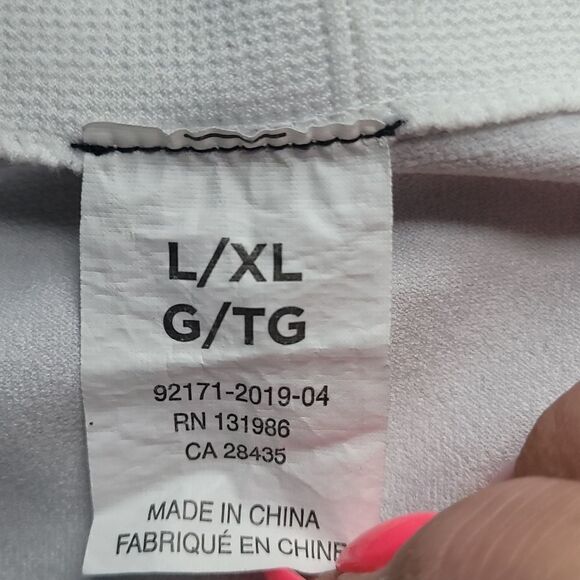 L/XL
G/TG
92171-2019-04
RN 131986
CA 28435
MADE IN CHINA
FABRIQUÉ EN CHINE